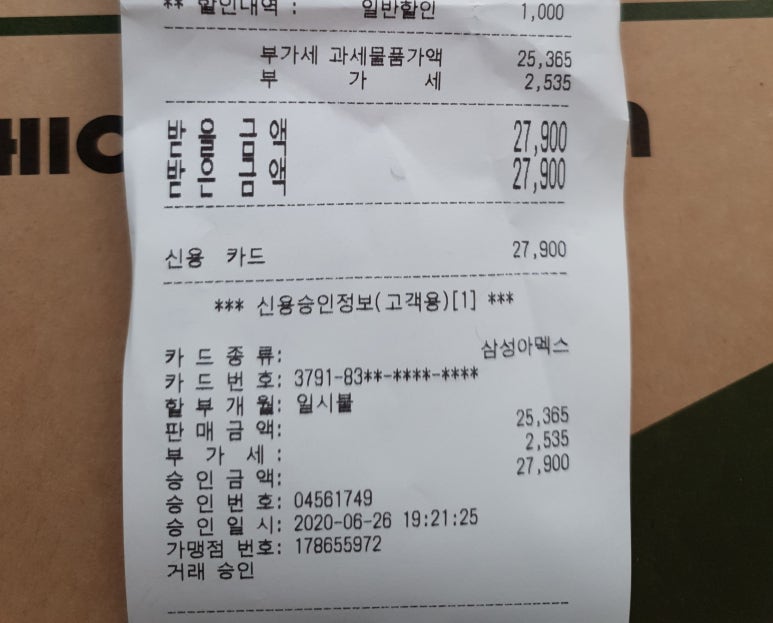 ** 할인내역 : 일반할인 1,000
부가세 과세물품가액 25,365
부 가 세 2,535
받을금액 27,900
받은금액 27,900
신용 카드 27,900
*** 신용승인정보(고객용)[1] ***
카 드 종 류: 삼성아멕스
카 드 번 호: 3791-83**-****-****
할 부 개 월: 일시불
판 매 금 액: 25,365
부 가 세 : 2,535
승 인 금 액: 27,900
승 인 번 호: 04561749
승 인 일 시: 2020-06-26 19:21:25
가맹점 번호: 178655972
거래 승인